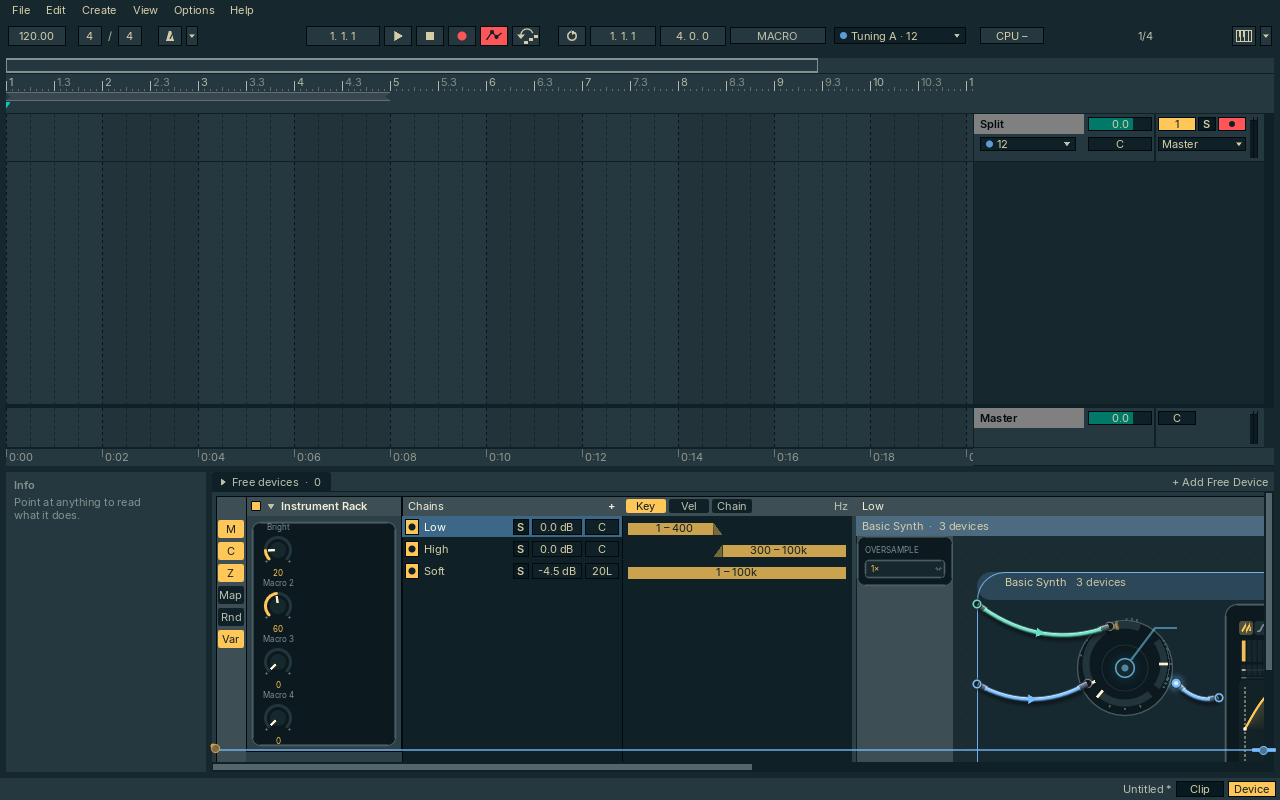 File Edit Create View Options Help
120.00 4 / 4 1. 1. 1 1. 1. 1 4. 0. 0 MACRO Tuning A · 12 CPU – 1/4
1 1.3 2 2.3 3 3.3 4 4.3 5 5.3 6 6.3 7 7.3 8 8.3 9 9.3 10 10.3 1
Split 0.0 1 S
12 C Master
Master 0.0 C
0:00 0:02 0:04 0:06 0:08 0:10 0:12 0:14 0:16 0:18
Info
Point at anything to read
what it does.
Free devices · 0 + Add Free Device
Instrument Rack Chains + Key Vel Chain Hz Low
M C Z Map Rnd Var
Bright
20
Macro 2
60
Macro 3
0
Macro 4
0
Low S 0.0 dB C 1 – 400
High S 0.0 dB C 300 – 100k
Soft S -4.5 dB 20L 1 – 100k
Basic Synth · 3 devices
OVERSAMPLE
1×
Basic Synth 3 devices
Untitled * Clip Device